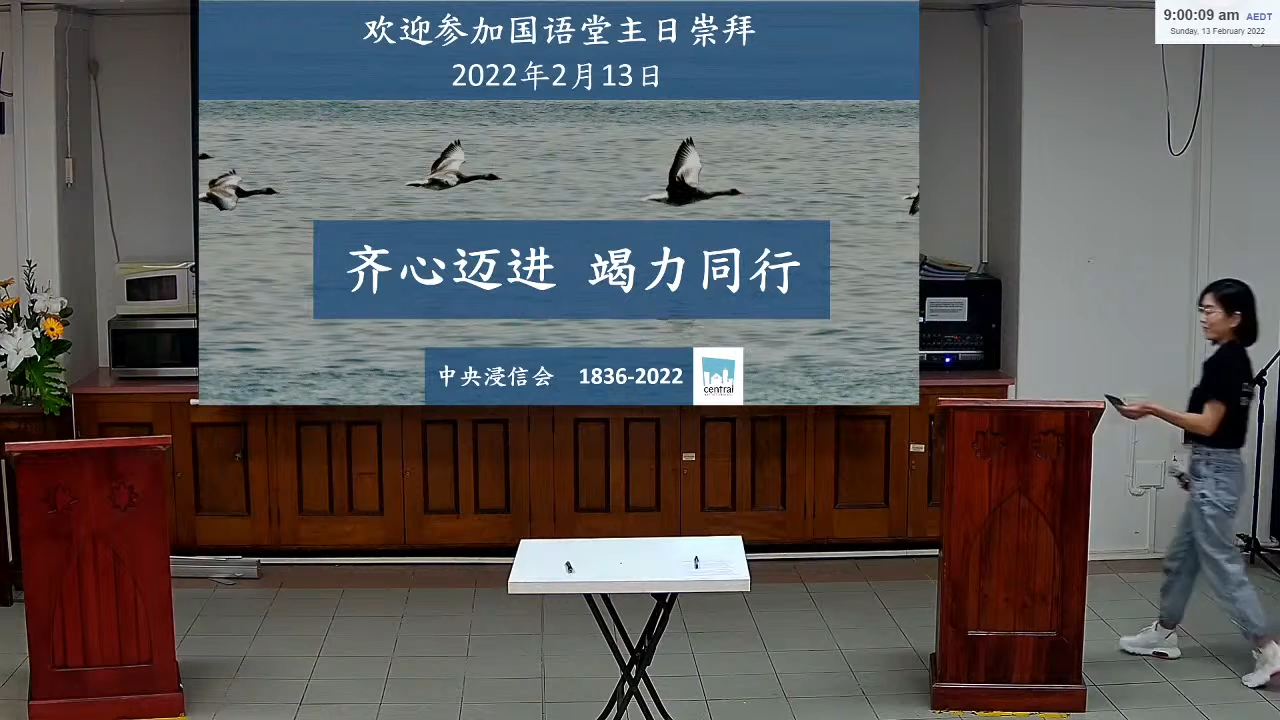 9:00:09 am AEDT
Sunday, 13 February 2022
欢迎参加国语堂主日崇拜
2022年2月13日
齐心迈进 竭力同行
中央浸信会 1836-2022
central